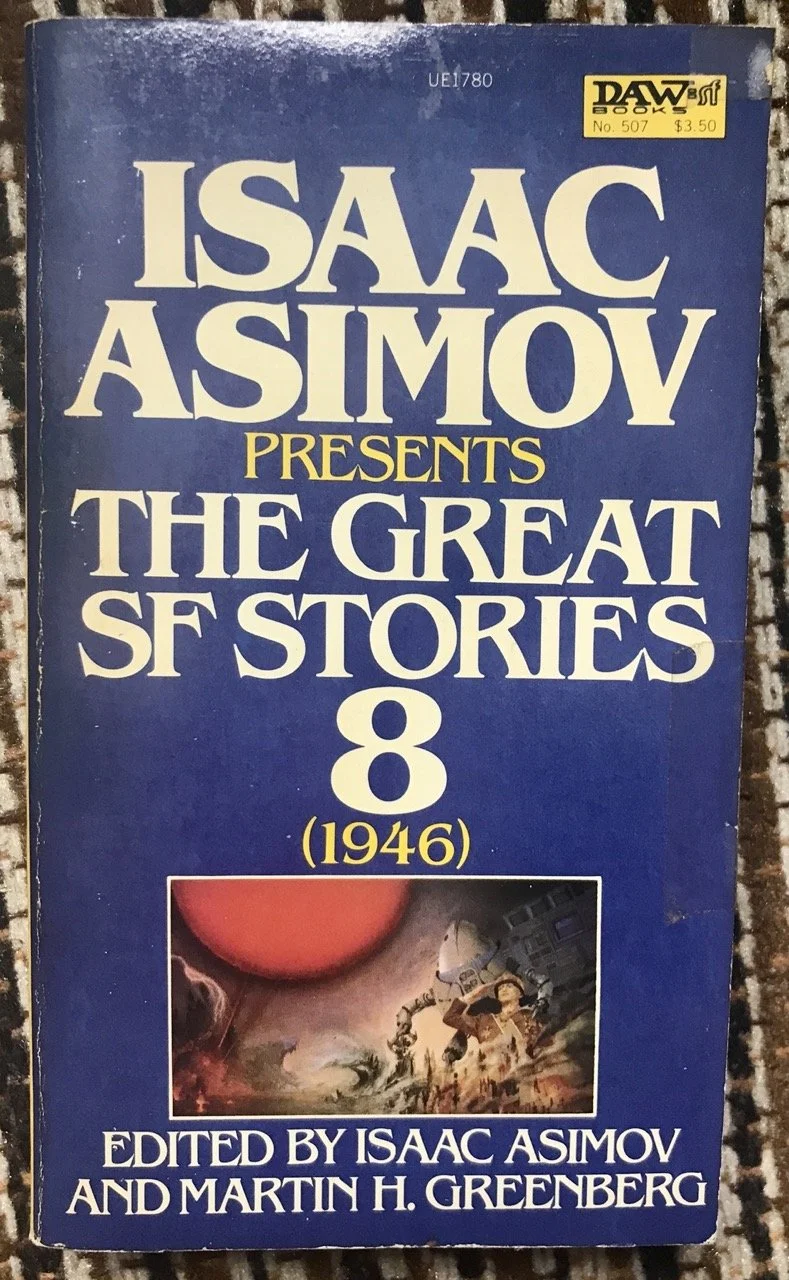 UE1780
DAW sf
BOOKS
No. 507 $3.50
ISAAC
ASIMOV
PRESENTS
THE GREAT
SF STORIES
8
(1946)
EDITED BY ISAAC ASIMOV
AND MARTIN H. GREENBERG